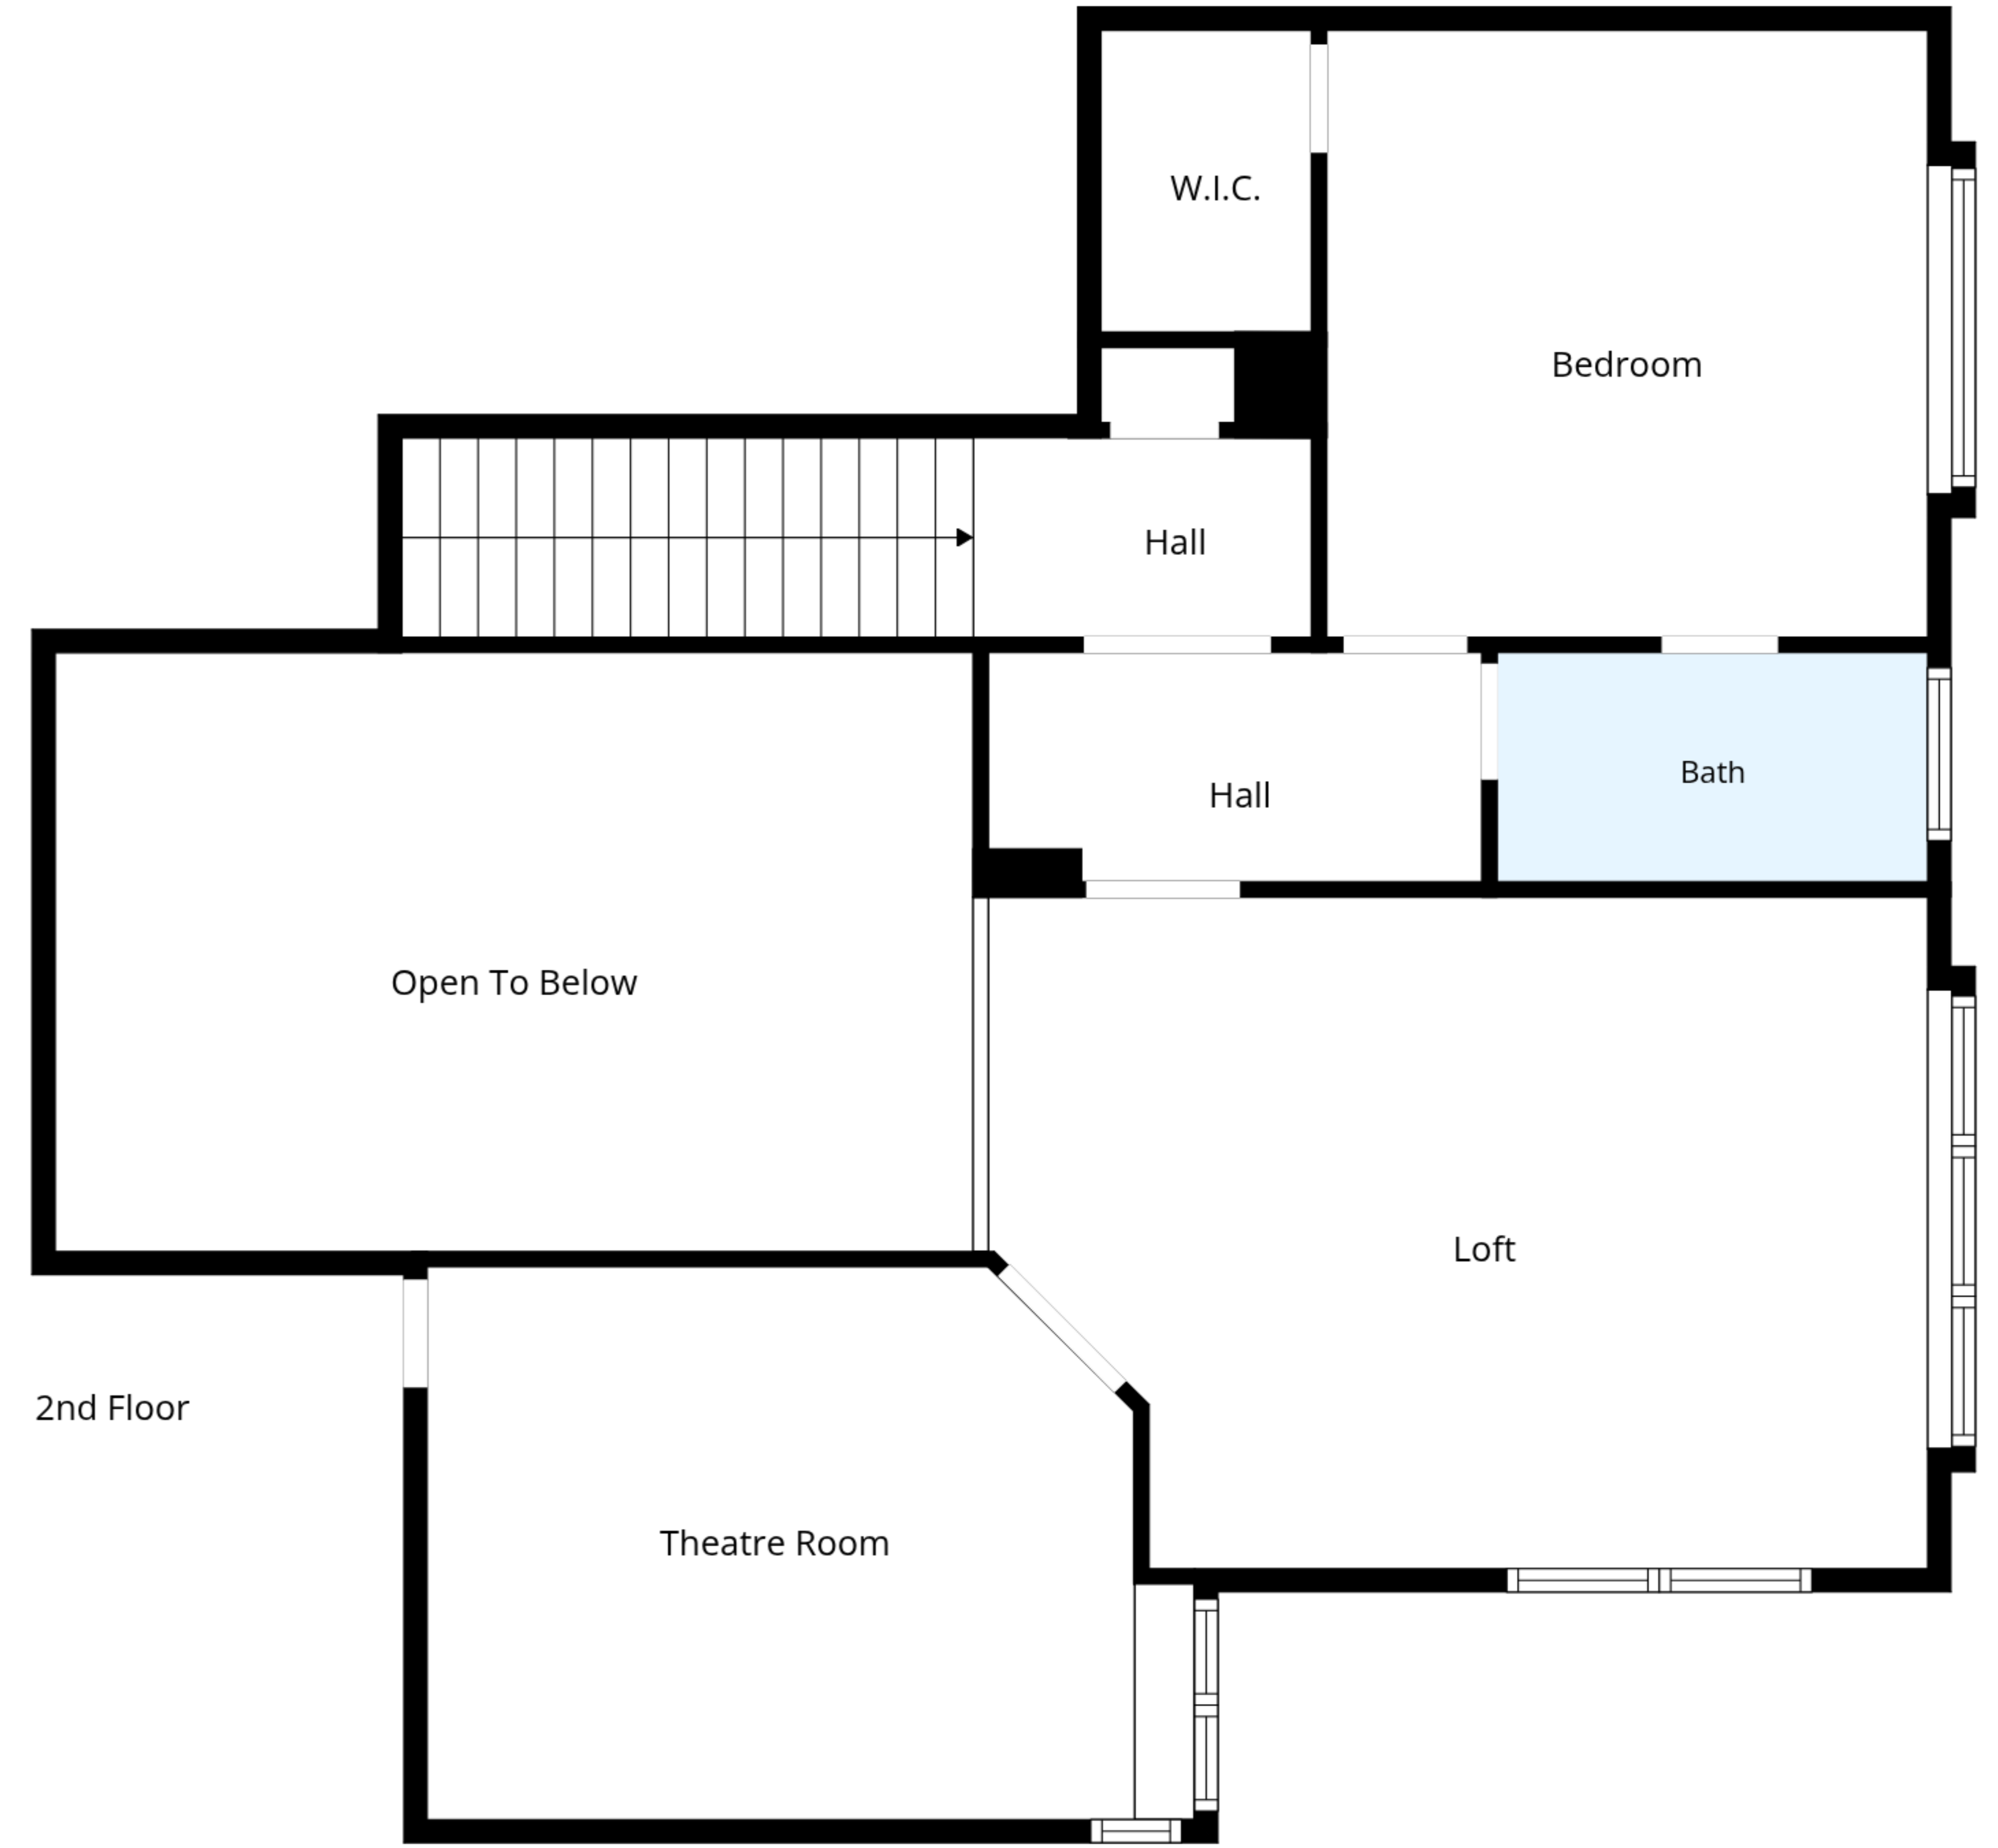 W.I.C.
Bedroom
Hall
Hall
Bath
Open To Below
Loft
2nd Floor
Theatre Room